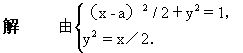 解 由 (x-a)²/2+y²=1,
y²=x/2.